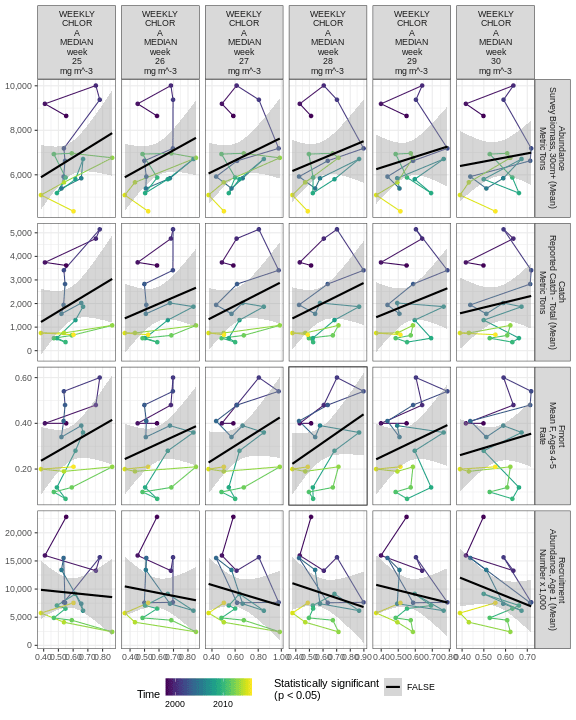 WEEKLY
CHLOR
A
MEDIAN
week
25
mg m^-3
WEEKLY
CHLOR
A
MEDIAN
week
26
mg m^-3
WEEKLY
CHLOR
A
MEDIAN
week
27
mg m^-3
WEEKLY
CHLOR
A
MEDIAN
week
28
mg m^-3
WEEKLY
CHLOR
A
MEDIAN
week
29
mg m^-3
WEEKLY
CHLOR
A
MEDIAN
week
30
mg m^-3
10,000
8,000
6,000
Abundance
Survey Biomass, 30cm+ (Mean)
Metric Tons
5,000
4,000
3,000
2,000
1,000
0
Catch
Reported Catch - Total (Mean)
Metric Tons
0.60
0.40
0.20
Fmort
Mean F, Ages 4-5
Rate
20,000
15,000
10,000
5,000
0
Recruitment
Abundance, Age 1 (Mean)
Number x 1,000
0.40 0.50 0.60 0.70 0.80
0.40 0.50 0.60 0.70 0.80
0.40 0.60 0.80 1.00
0.40 0.50 0.60 0.70 0.80 0.90
0.40 0.50 0.60 0.70 0.80
0.40 0.50 0.60 0.70
Time
2000 2010
Statistically significant
(p < 0.05)
FALSE